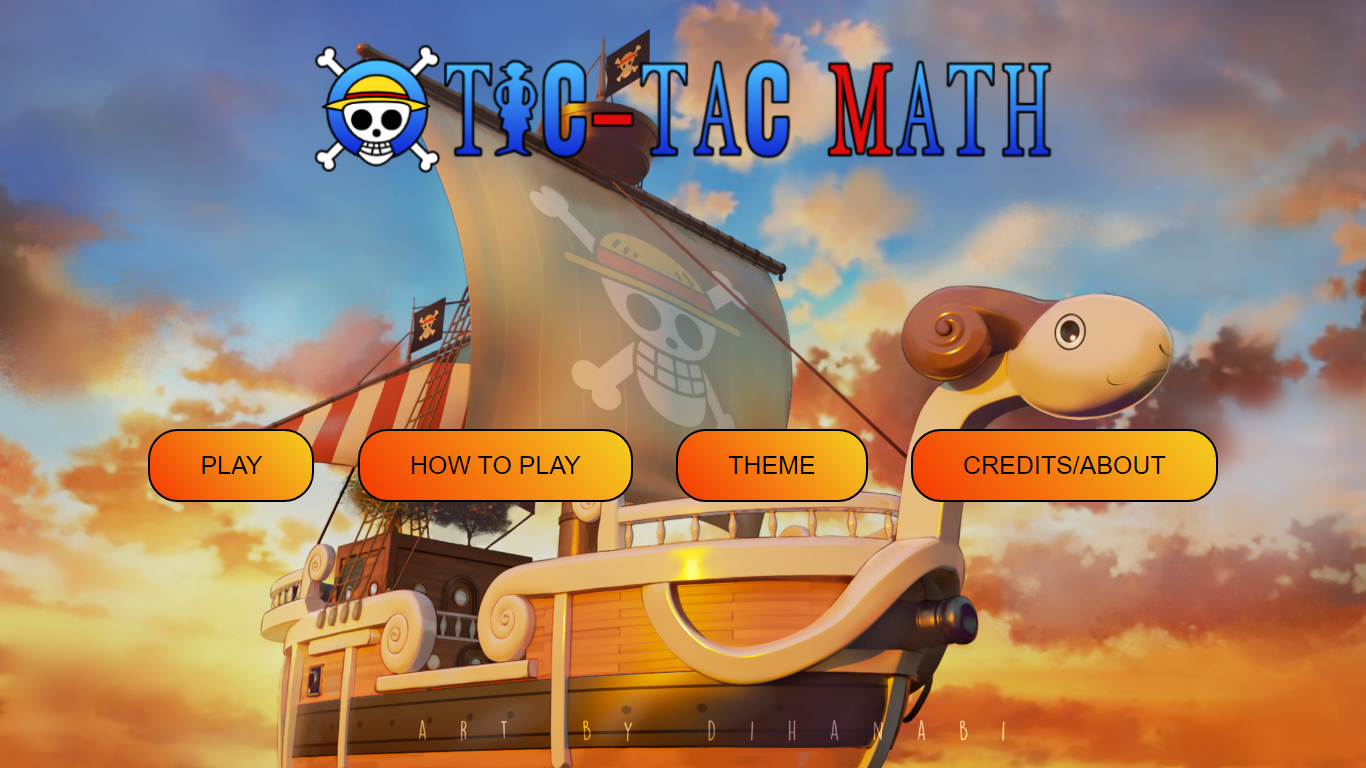 TIC-TAC MATH
PLAY
HOW TO PLAY
THEME
CREDITS/ABOUT
ART BY DIHANABI